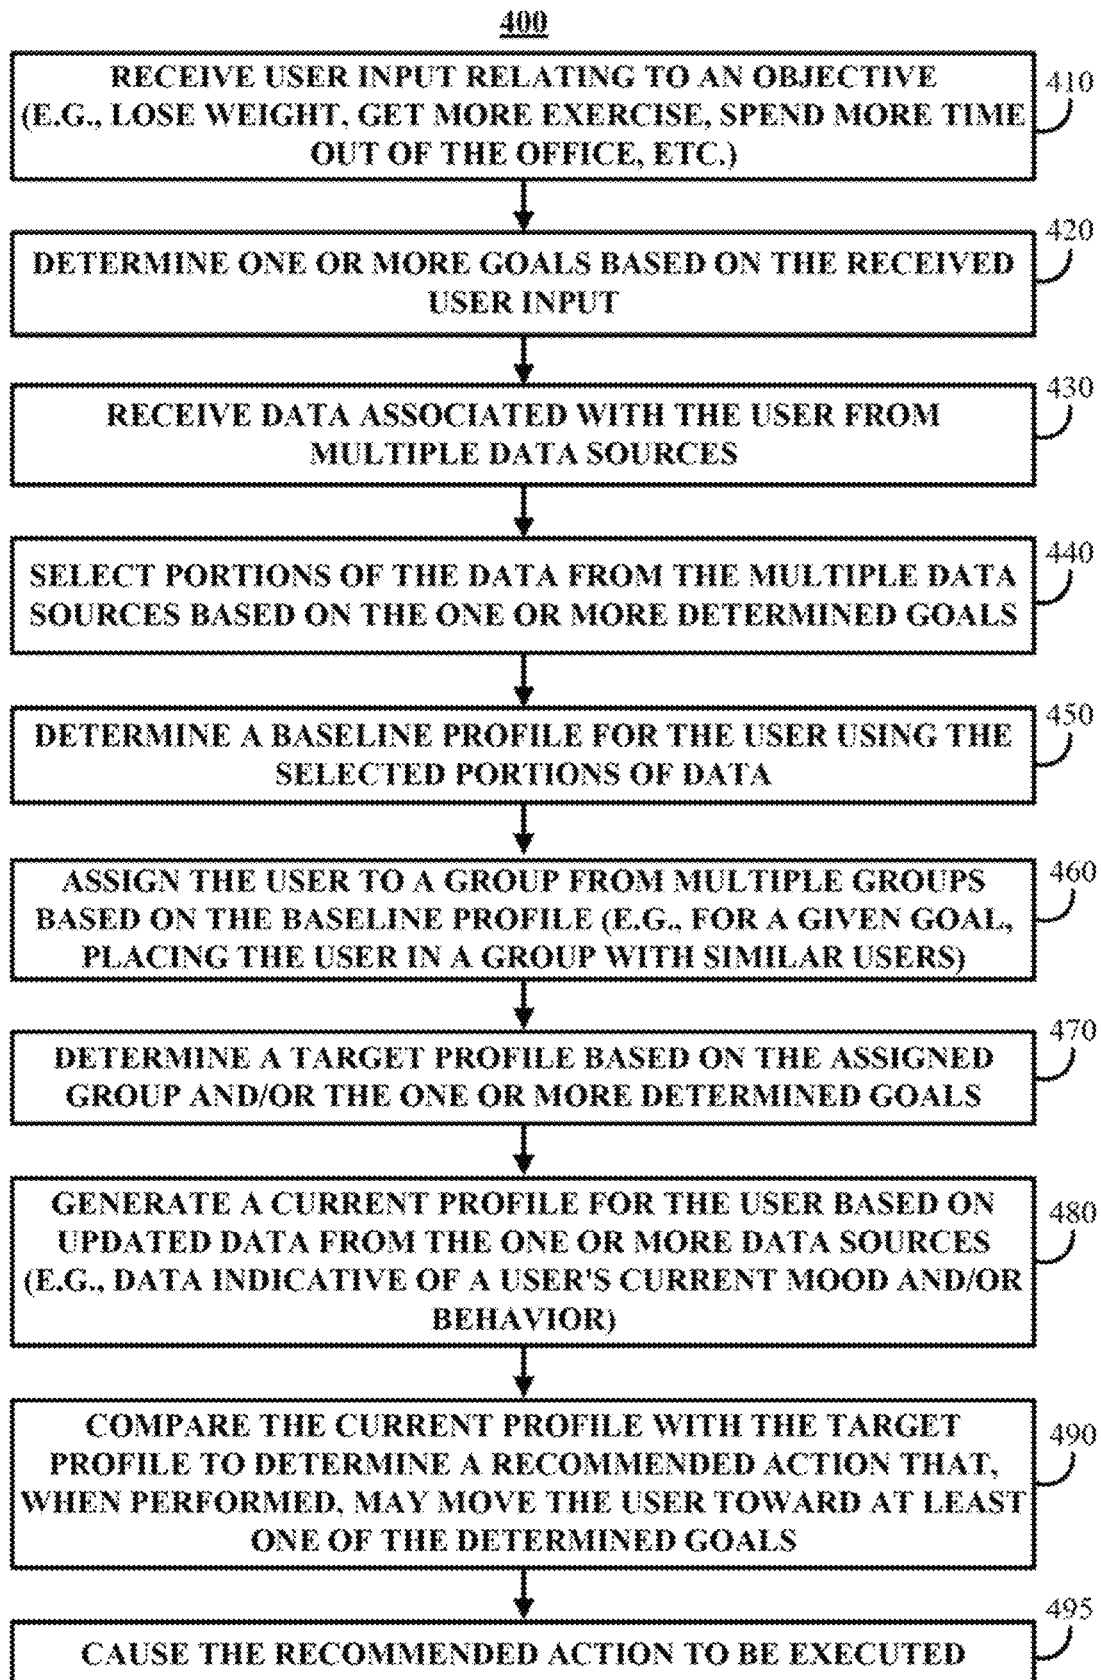 400
RECEIVE USER INPUT RELATING TO AN OBJECTIVE
(E.G., LOSE WEIGHT, GET MORE EXERCISE, SPEND MORE TIME
OUT OF THE OFFICE, ETC.)
410
DETERMINE ONE OR MORE GOALS BASED ON THE RECEIVED
USER INPUT
420
RECEIVE DATA ASSOCIATED WITH THE USER FROM
MULTIPLE DATA SOURCES
430
SELECT PORTIONS OF THE DATA FROM THE MULTIPLE DATA
SOURCES BASED ON THE ONE OR MORE DETERMINED GOALS
440
DETERMINE A BASELINE PROFILE FOR THE USER USING THE
SELECTED PORTIONS OF DATA
450
ASSIGN THE USER TO A GROUP FROM MULTIPLE GROUPS
BASED ON THE BASELINE PROFILE (E.G., FOR A GIVEN GOAL,
PLACING THE USER IN A GROUP WITH SIMILAR USERS)
460
DETERMINE A TARGET PROFILE BASED ON THE ASSIGNED
GROUP AND/OR THE ONE OR MORE DETERMINED GOALS
470
GENERATE A CURRENT PROFILE FOR THE USER BASED ON
UPDATED DATA FROM THE ONE OR MORE DATA SOURCES
(E.G., DATA INDICATIVE OF A USER'S CURRENT MOOD AND/OR
BEHAVIOR)
480
COMPARE THE CURRENT PROFILE WITH THE TARGET
PROFILE TO DETERMINE A RECOMMENDED ACTION THAT,
WHEN PERFORMED, MAY MOVE THE USER TOWARD AT LEAST
ONE OF THE DETERMINED GOALS
490
CAUSE THE RECOMMENDED ACTION TO BE EXECUTED
495